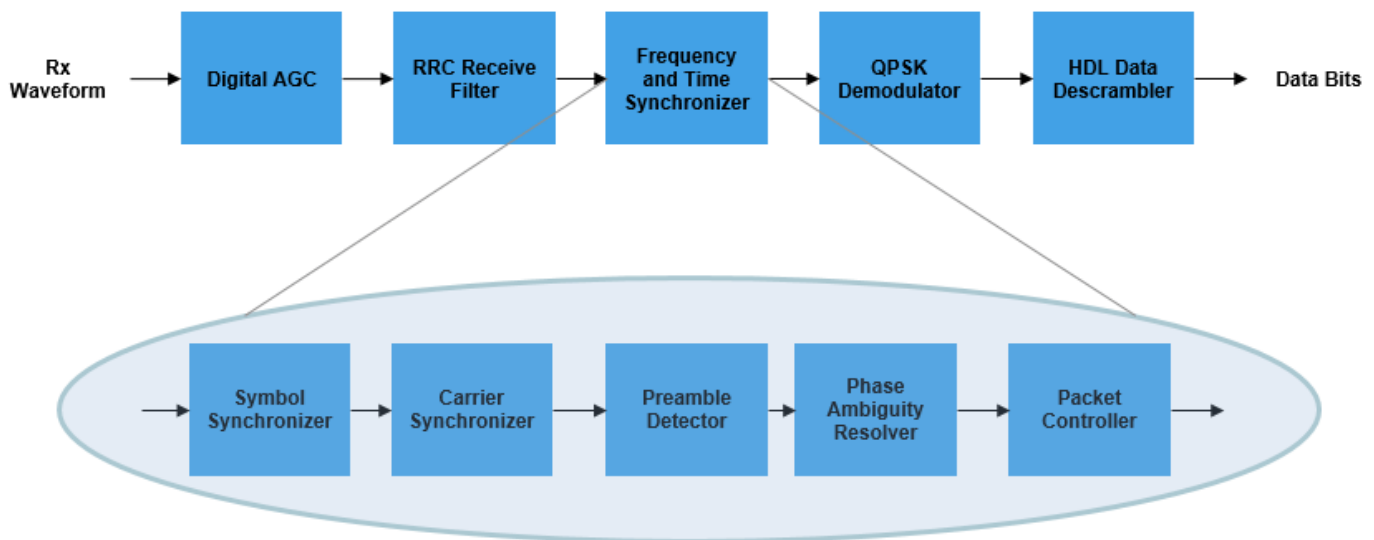 Rx
Waveform
Digital AGC
RRC Receive
Filter
Frequency
and Time
Synchronizer
QPSK
Demodulator
HDL Data
Descrambler
Data Bits
Symbol
Synchronizer
Carrier
Synchronizer
Preamble
Detector
Phase
Ambiguity
Resolver
Packet
Controller